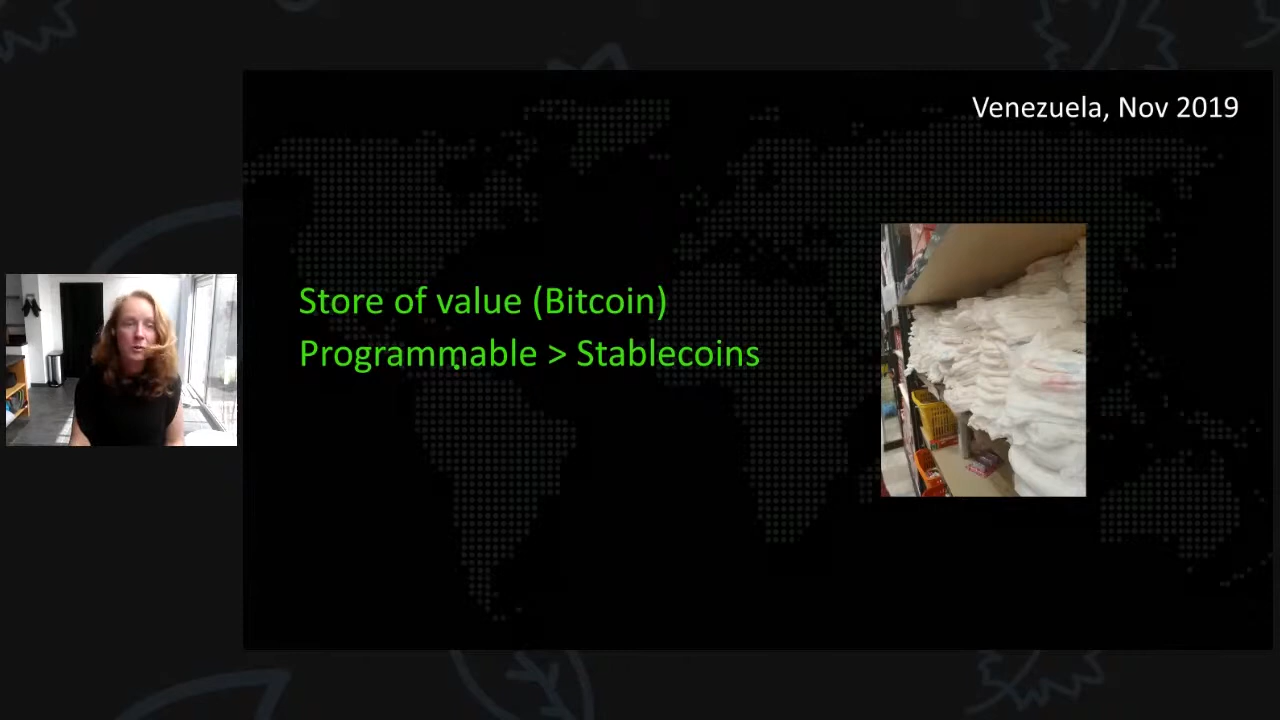 Venezuela, Nov 2019
Store of value (Bitcoin)
Programmable > Stablecoins